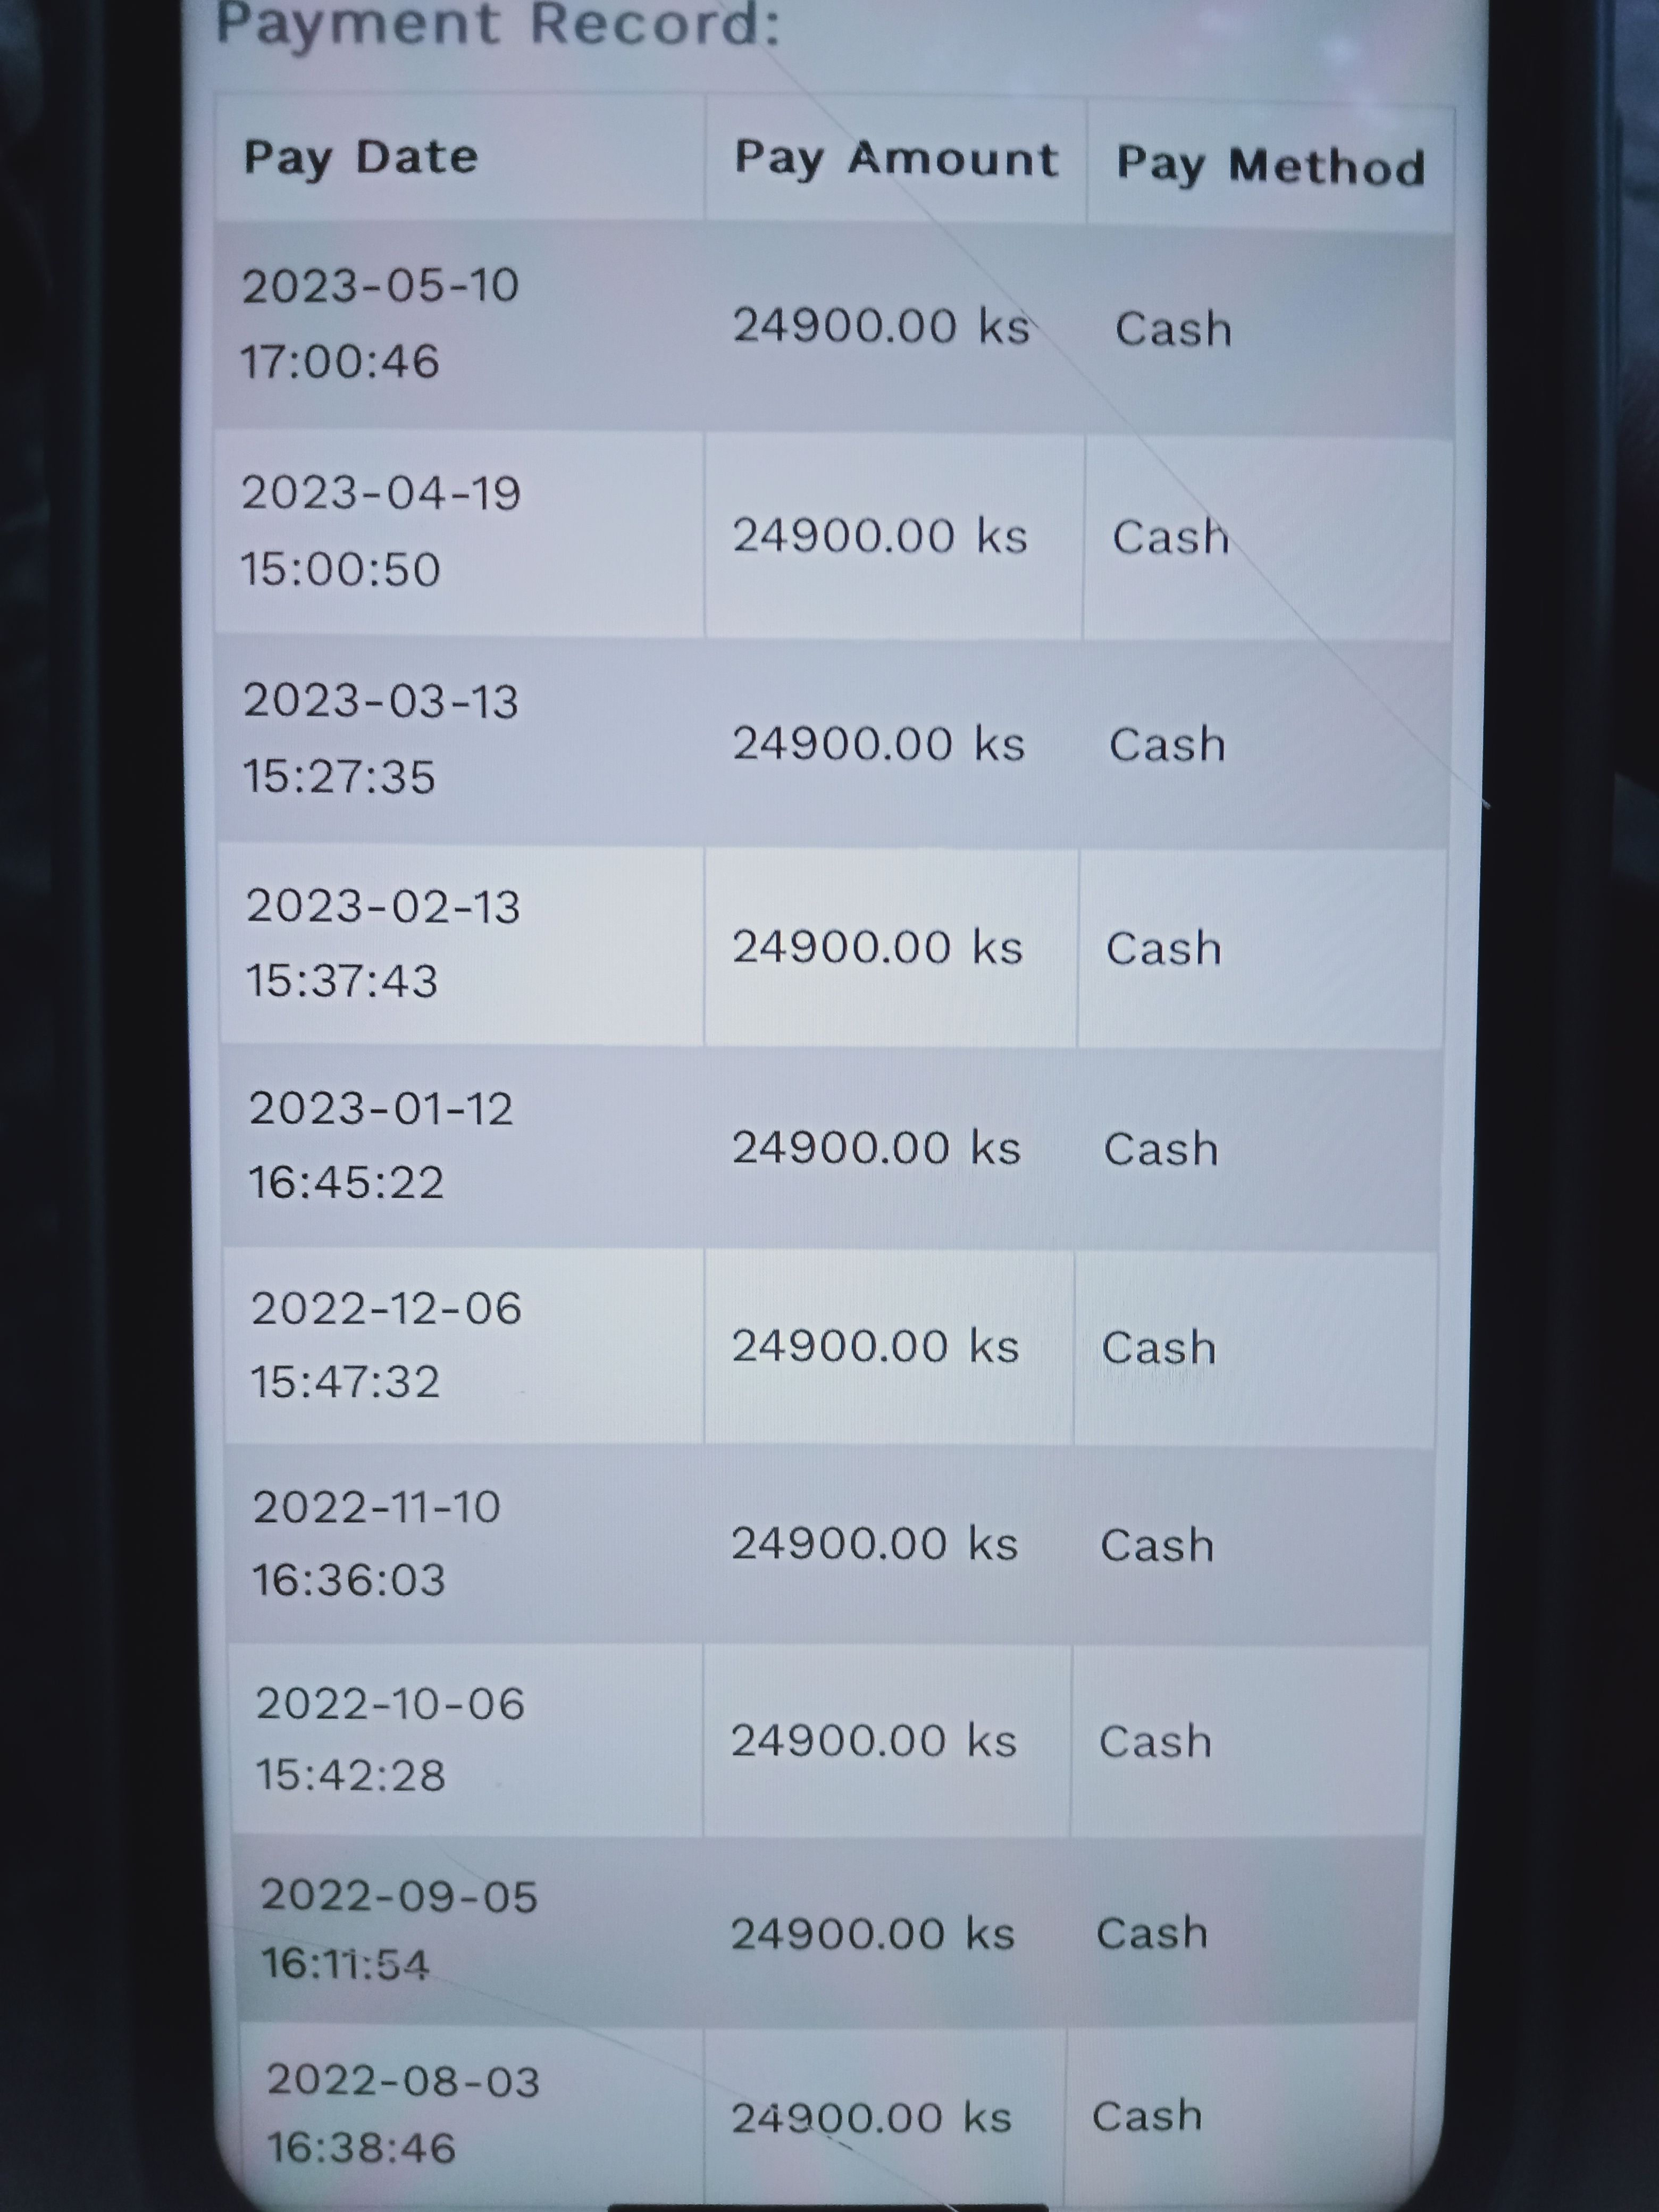 Payment Record:
Pay Date Pay Amount Pay Method
2023-05-10
17:00:46
24900.00 ks Cash
2023-04-19
15:00:50
24900.00 ks Cash
2023-03-13
15:27:35
24900.00 ks Cash
2023-02-13
15:37:43
24900.00 ks Cash
2023-01-12
16:45:22
24900.00 ks Cash
2022-12-06
15:47:32
24900.00 ks Cash
2022-11-10
16:36:03
24900.00 ks Cash
2022-10-06
15:42:28
24900.00 ks Cash
2022-09-05
16:11:54
24900.00 ks Cash
2022-08-03
16:38:46
24900.00 ks Cash